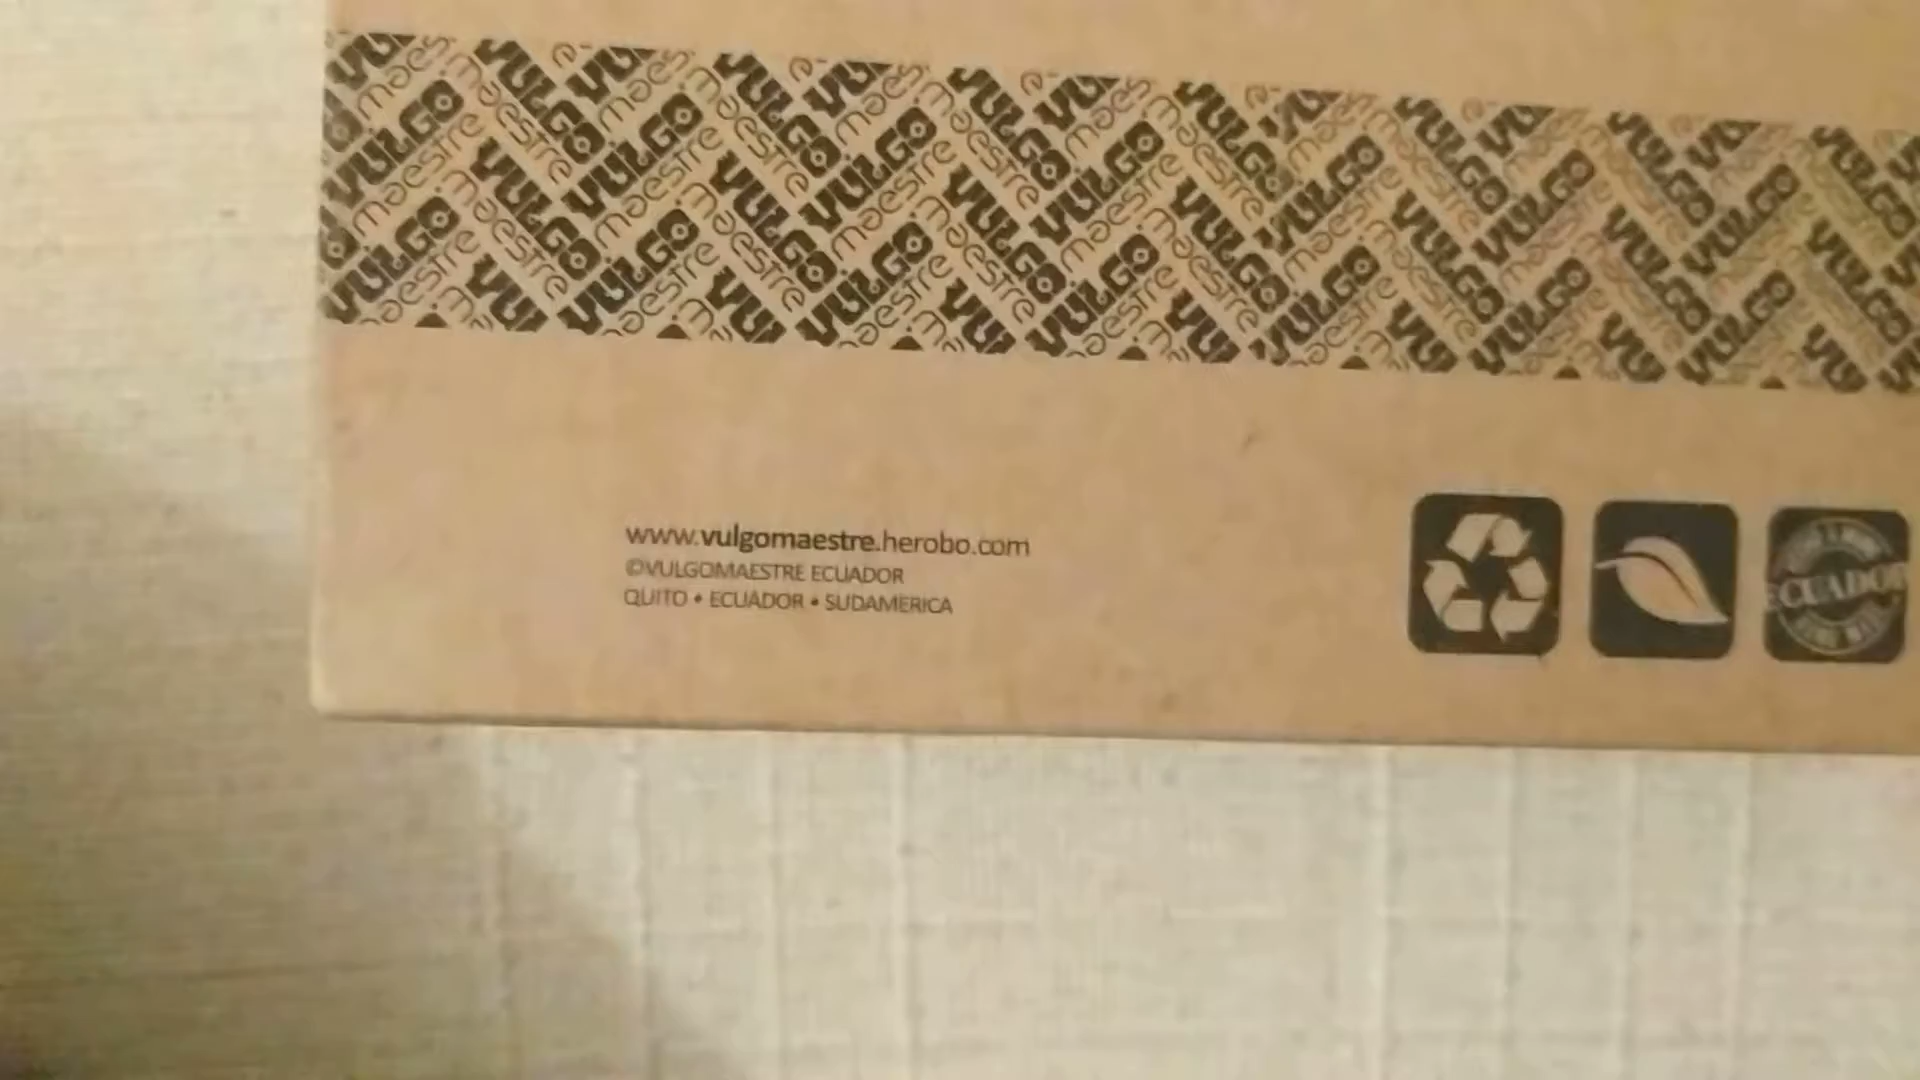 VULGO maestre
www.vulgomaestre.herobo.com
©VULGOMAESTRE ECUADOR
QUITO • ECUADOR • SUDAMERICA
ECUADOR